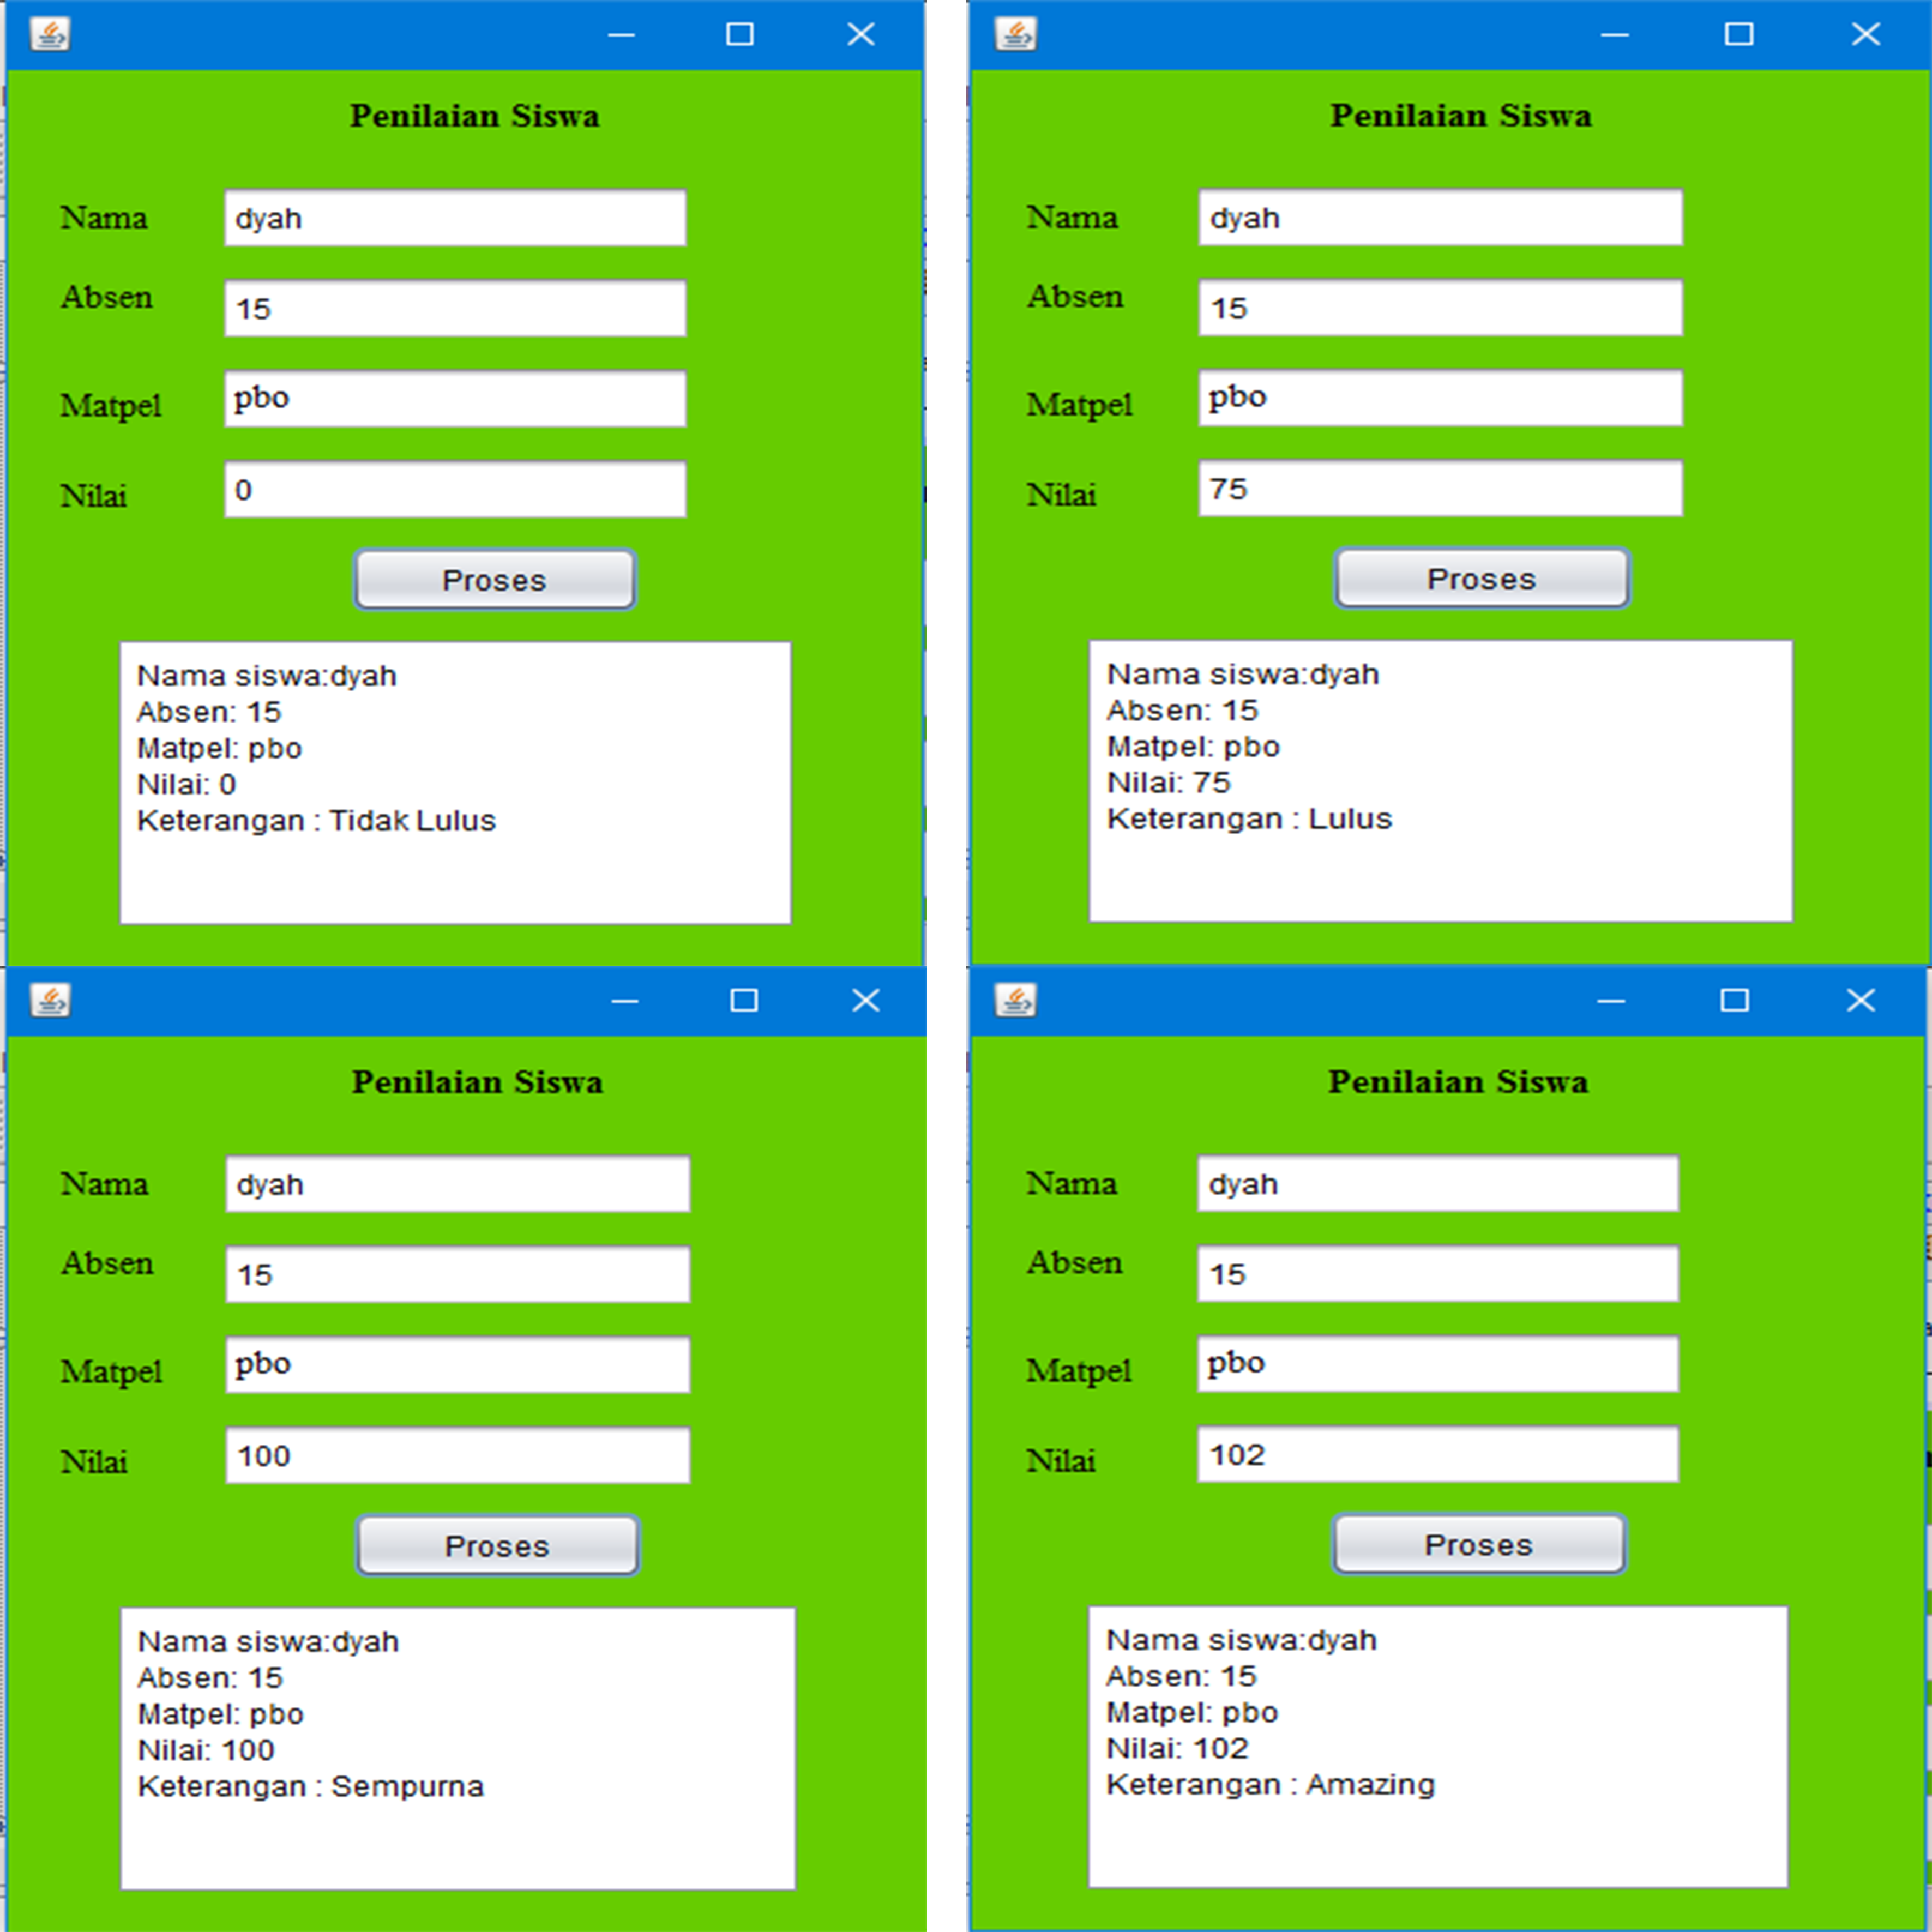 Penilaian Siswa
Nama dyah
Absen 15
Matpel pbo
Nilai 0
Proses
Nama siswa:dyah
Absen: 15
Matpel: pbo
Nilai: 0
Keterangan : Tidak Lulus
Penilaian Siswa
Nama dyah
Absen 15
Matpel pbo
Nilai 75
Proses
Nama siswa:dyah
Absen: 15
Matpel: pbo
Nilai: 75
Keterangan : Lulus
Penilaian Siswa
Nama dyah
Absen 15
Matpel pbo
Nilai 100
Proses
Nama siswa:dyah
Absen: 15
Matpel: pbo
Nilai: 100
Keterangan : Sempurna
Penilaian Siswa
Nama dyah
Absen 15
Matpel pbo
Nilai 102
Proses
Nama siswa:dyah
Absen: 15
Matpel: pbo
Nilai: 102
Keterangan : Amazing